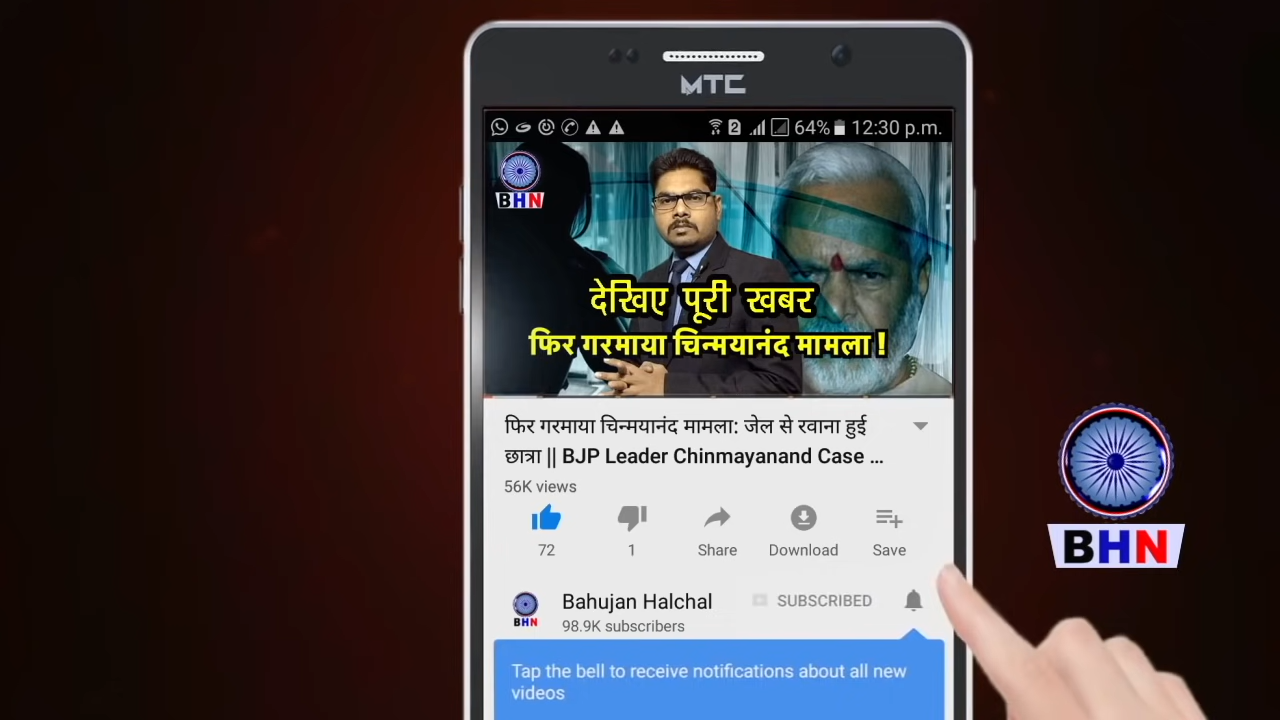 MTC
2 64% 12:30 p.m.
BHN
देखिए पूरी खबर
फिर गरमाया चिन्मयानंद मामला !
फिर गरमाया चिन्मयानंद मामला: जेल से रवाना हुई
छात्रा || BJP Leader Chinmayanand Case ...
56K views
72 1 Share Download Save
BHN
Bahujan Halchal SUBSCRIBED
98.9K subscribers
BHN
Tap the bell to receive notifications about all new
videos